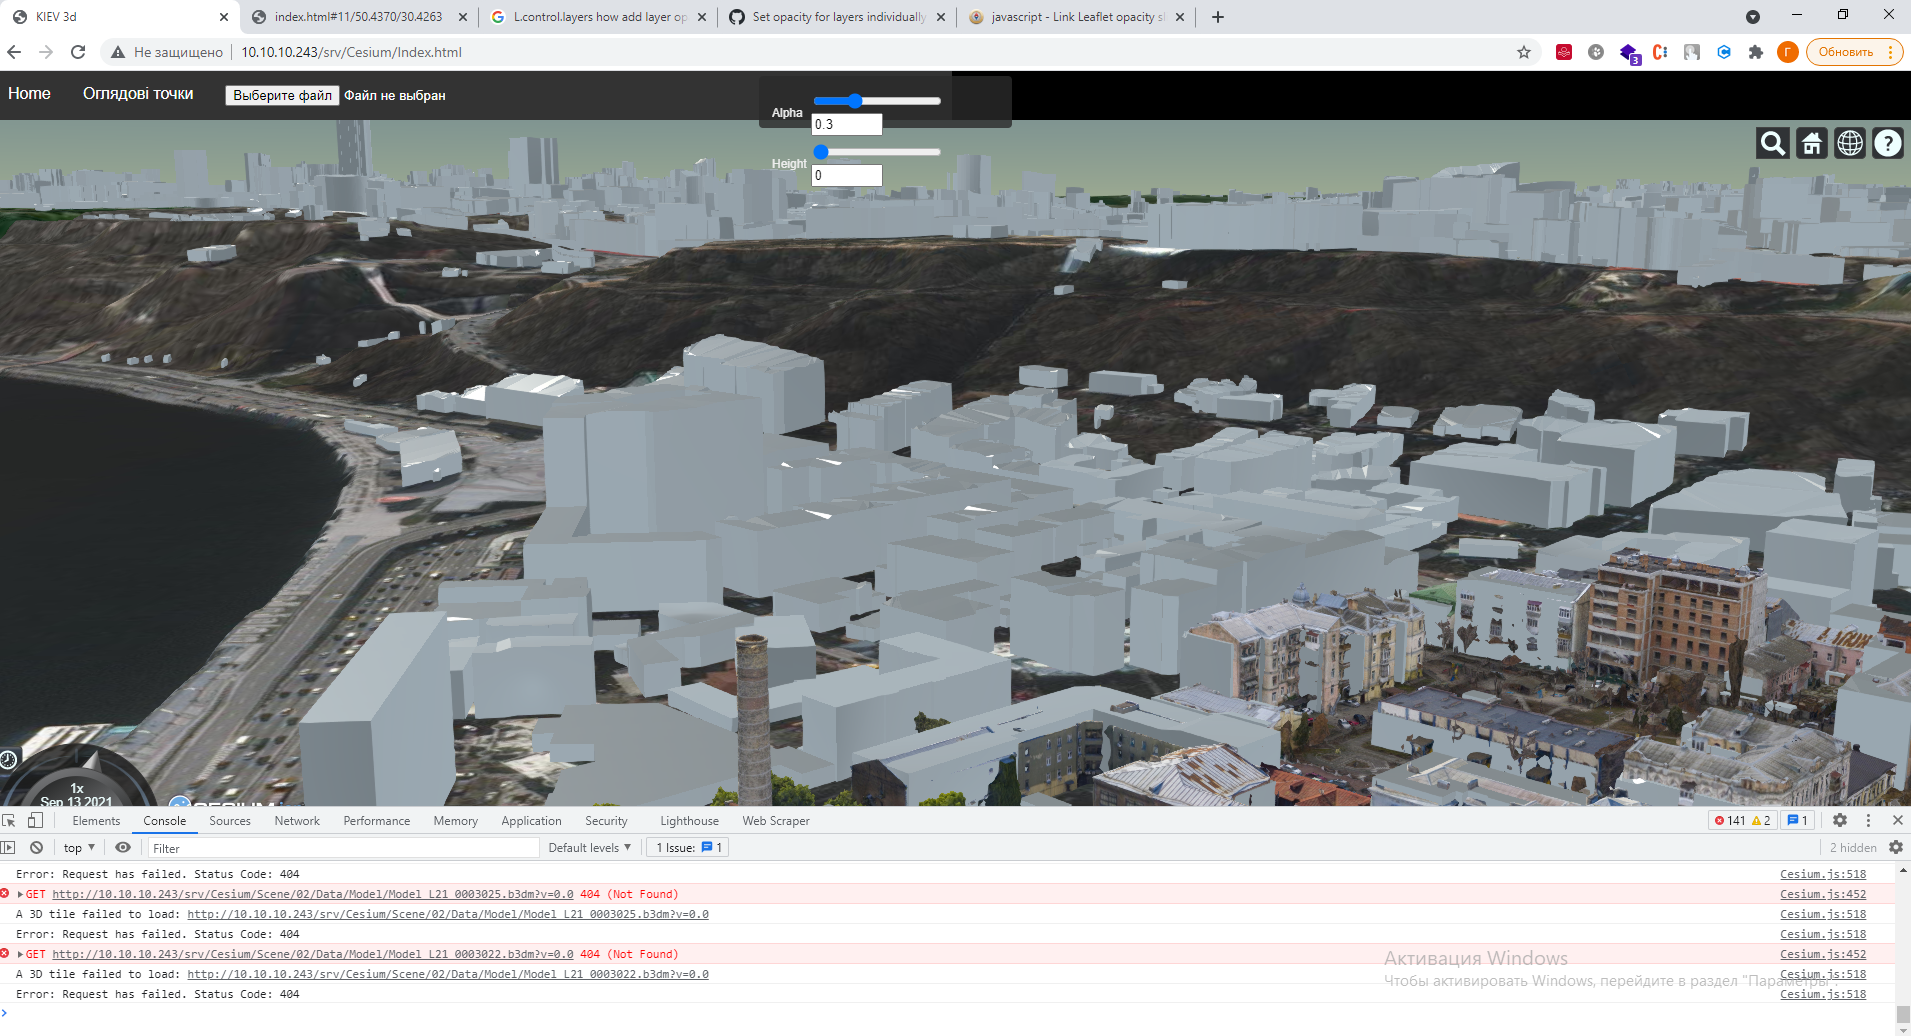 KIEV 3d
index.html#11/50.4370/30.4263
L.control.layers how add layer op
Set opacity for layers individually
javascript - Link Leaflet opacity sl
Не защищено 10.10.10.243/srv/Cesium/Index.html
3
Г
Обновить
Home Оглядові точки Выберите файл Файл не выбран
Alpha
0.3
Height
0
1x
Sep 13 2021
CESIUM
Elements Console Sources Network Performance Memory Application Security Lighthouse Web Scraper 141 2 1
top Filter Default levels 1 Issue: 1 2 hidden
Error: Request has failed. Status Code: 404 Cesium.js:518
GET http://10.10.10.243/srv/Cesium/Scene/02/Data/Model/Model_L21_0003025.b3dm?v=0.0 404 (Not Found) Cesium.js:452
A 3D tile failed to load: http://10.10.10.243/srv/Cesium/Scene/02/Data/Model/Model_L21_0003025.b3dm?v=0.0 Cesium.js:518
Error: Request has failed. Status Code: 404 Cesium.js:518
GET http://10.10.10.243/srv/Cesium/Scene/02/Data/Model/Model_L21_0003022.b3dm?v=0.0 404 (Not Found) Cesium.js:452
A 3D tile failed to load: http://10.10.10.243/srv/Cesium/Scene/02/Data/Model/Model_L21_0003022.b3dm?v=0.0 Cesium.js:518
Error: Request has failed. Status Code: 404 Cesium.js:518
Активация Windows
Чтобы активировать Windows, перейдите в раздел "Параметры".